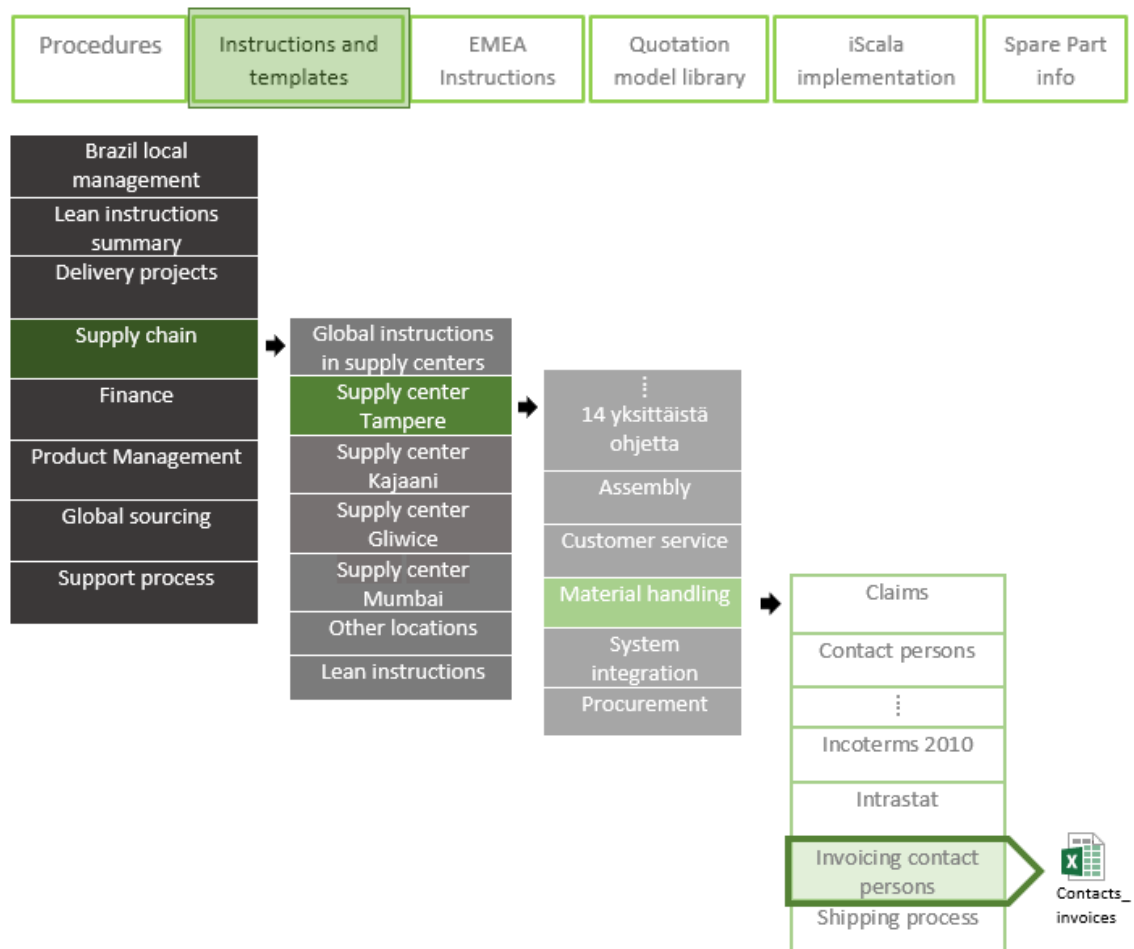 Procedures
Instructions and
templates
EMEA
Instructions
Quotation
model library
iScala
implementation
Spare Part
info
Brazil local
management
Lean instructions
summary
Delivery projects
Supply chain
Finance
Product Management
Global sourcing
Support process
Global instructions
in supply centers
Supply center
Tampere
Supply center
Kajaani
Supply center
Gliwice
Supply center
Mumbai
Other locations
Lean instructions
14 yksittäistä
ohjetta
Assembly
Customer service
Material handling
System
integration
Procurement
Claims
Contact persons
Incoterms 2010
Intrastat
Invoicing contact
persons
Shipping process
X
Contacts_
invoices